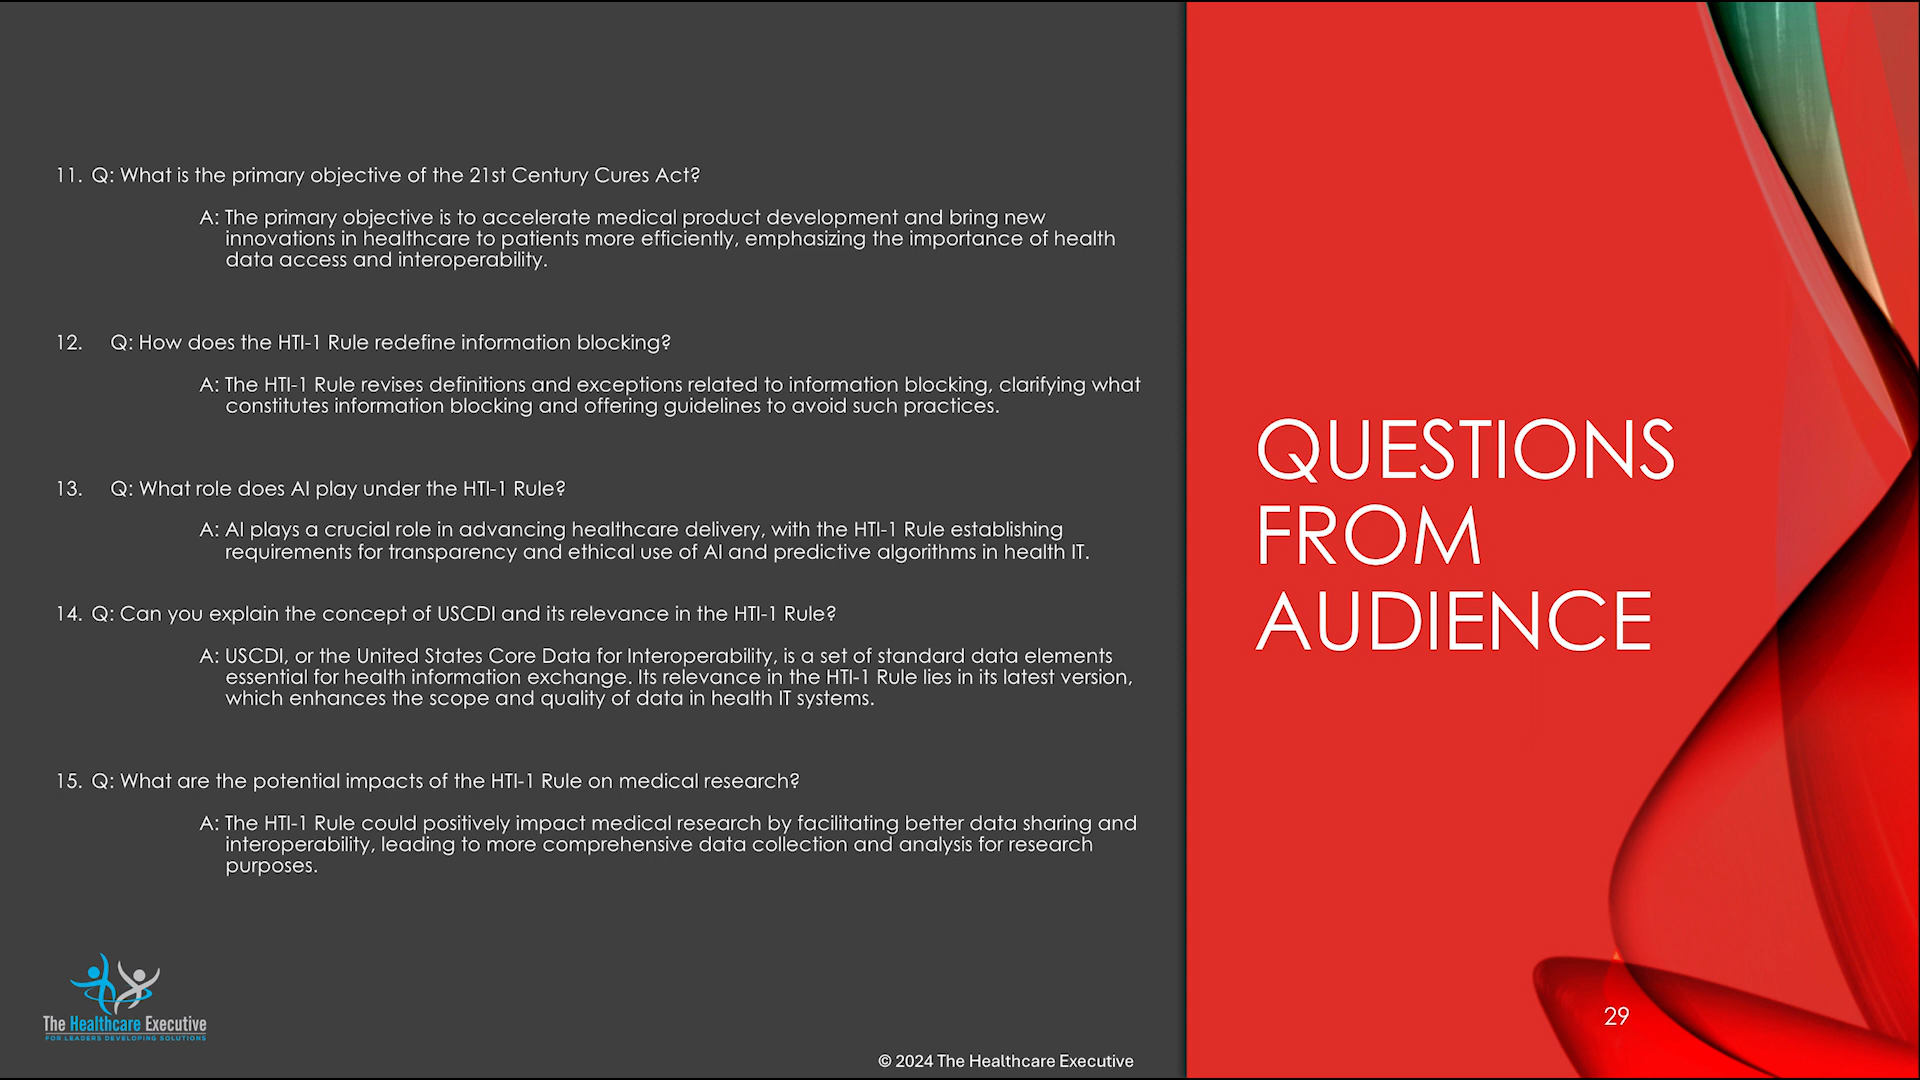 11. Q: What is the primary objective of the 21st Century Cures Act?
A: The primary objective is to accelerate medical product development and bring new
innovations in healthcare to patients more efficiently, emphasizing the importance of health
data access and interoperability.
12. Q: How does the HTI-1 Rule redefine information blocking?
A: The HTI-1 Rule revises definitions and exceptions related to information blocking, clarifying what
constitutes information blocking and offering guidelines to avoid such practices.
13. Q: What role does AI play under the HTI-1 Rule?
A: AI plays a crucial role in advancing healthcare delivery, with the HTI-1 Rule establishing
requirements for transparency and ethical use of AI and predictive algorithms in health IT.
14. Q: Can you explain the concept of USCDI and its relevance in the HTI-1 Rule?
A: USCDI, or the United States Core Data for Interoperability, is a set of standard data elements
essential for health information exchange. Its relevance in the HTI-1 Rule lies in its latest version,
which enhances the scope and quality of data in health IT systems.
15. Q: What are the potential impacts of the HTI-1 Rule on medical research?
A: The HTI-1 Rule could positively impact medical research by facilitating better data sharing and
interoperability, leading to more comprehensive data collection and analysis for research
purposes.
The Healthcare Executive
FOR LEADERS DEVELOPING SOLUTIONS
© 2024 The Healthcare Executive
QUESTIONS
FROM
AUDIENCE
29